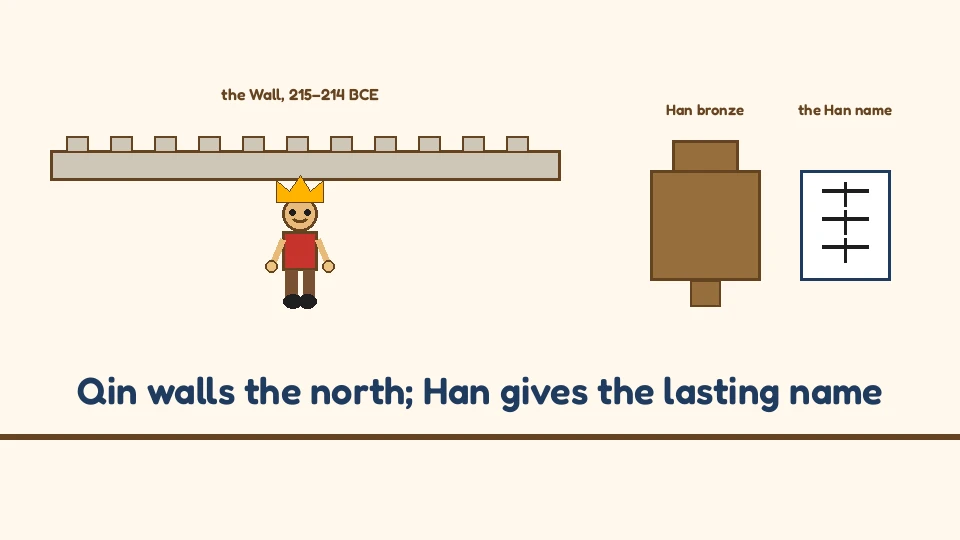 the Wall, 215–214 BCE
Han bronze
the Han name
Qin walls the north; Han gives the lasting name